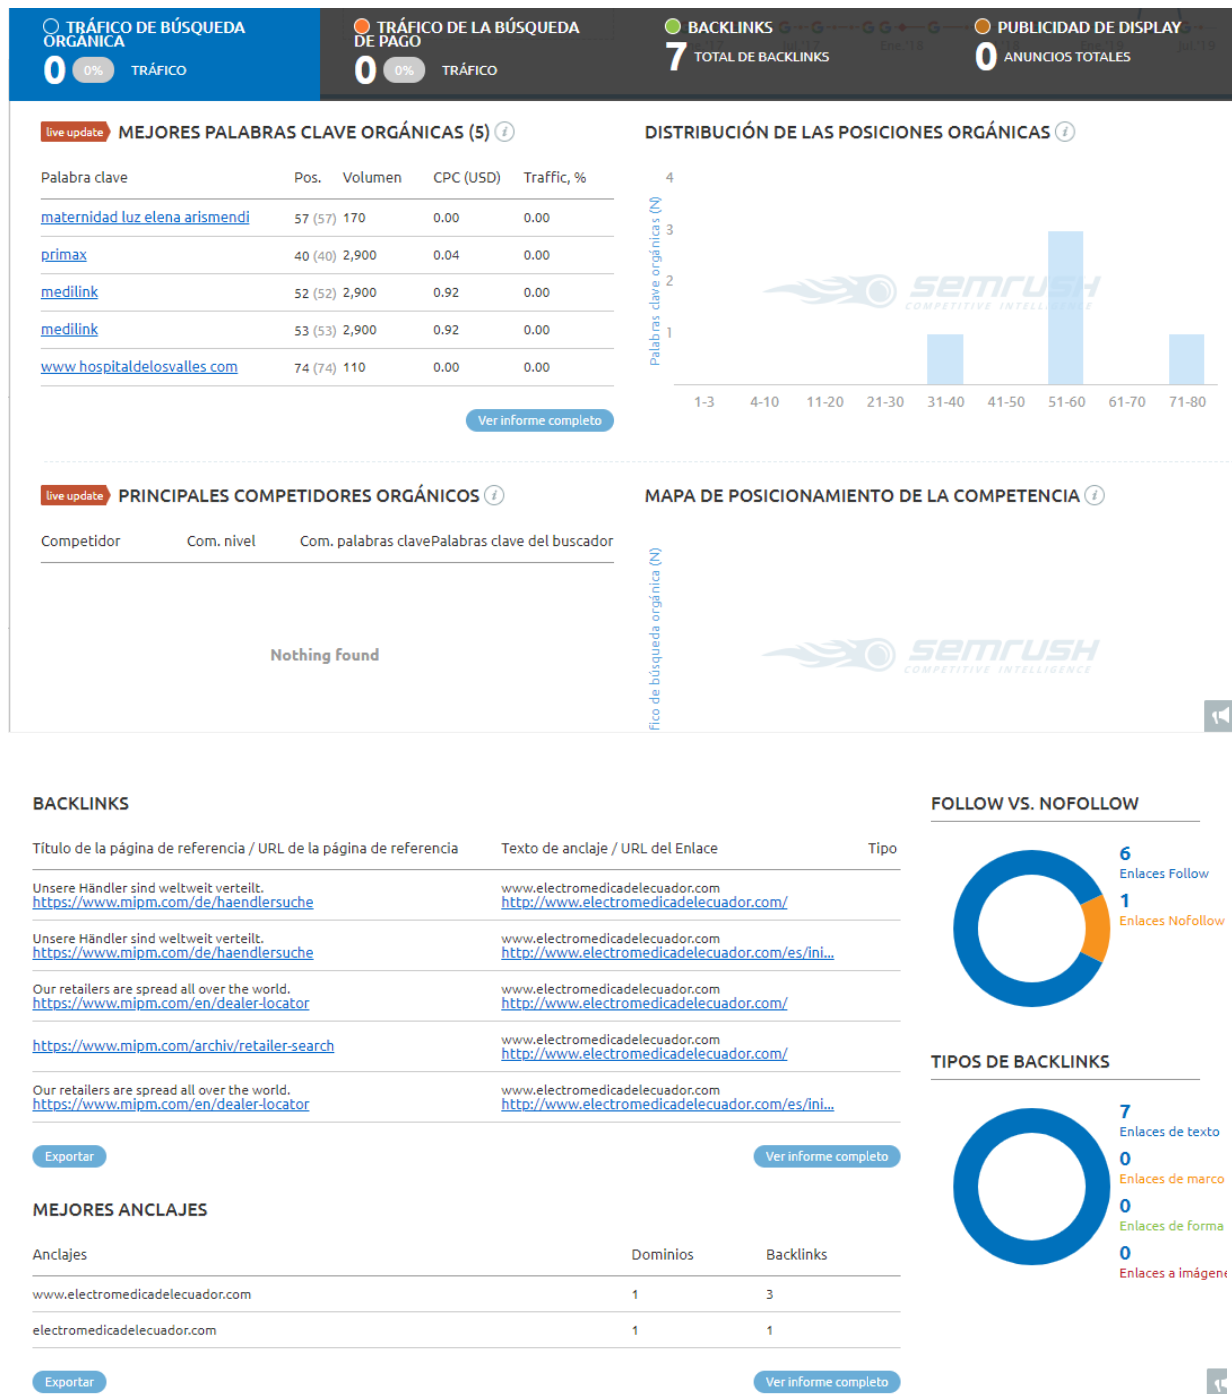 TRÁFICO DE BÚSQUEDA ORGÁNICA
0 0% TRÁFICO
TRÁFICO DE LA BÚSQUEDA DE PAGO
0 0% TRÁFICO
BACKLINKS
7 TOTAL DE BACKLINKS
PUBLICIDAD DE DISPLAY
0 ANUNCIOS TOTALES
live update MEJORES PALABRAS CLAVE ORGÁNICAS (5) i
Palabra clave Pos. Volumen CPC (USD) Traffic, %
maternidad luz elena arismendi 57 (57) 170 0.00 0.00
primax 40 (40) 2,900 0.04 0.00
medilink 52 (52) 2,900 0.92 0.00
medilink 53 (53) 2,900 0.92 0.00
www hospitaldelosvalles com 74 (74) 110 0.00 0.00
Ver informe completo
DISTRIBUCIÓN DE LAS POSICIONES ORGÁNICAS i
Palabras clave orgánicas (N)
4
3
2
1
semrush
COMPETITIVE INTELLIGENCE
1-3 4-10 11-20 21-30 31-40 41-50 51-60 61-70 71-80
live update PRINCIPALES COMPETIDORES ORGÁNICOS i
Competidor Com. nivel Com. palabras clavePalabras clave del buscador
Nothing found
MAPA DE POSICIONAMIENTO DE LA COMPETENCIA i
fico de búsqueda orgánica (N)
semrush
COMPETITIVE INTELLIGENCE
BACKLINKS
Título de la página de referencia / URL de la página de referencia Texto de anclaje / URL del Enlace Tipo
Unsere Händler sind weltweit verteilt. www.electromedicadelecuador.com
https://www.mipm.com/de/haendlersuche http://www.electromedicadelecuador.com/
Unsere Händler sind weltweit verteilt. www.electromedicadelecuador.com
https://www.mipm.com/de/haendlersuche http://www.electromedicadelecuador.com/es/ini...
Our retailers are spread all over the world. www.electromedicadelecuador.com
https://www.mipm.com/en/dealer-locator http://www.electromedicadelecuador.com/
www.electromedicadelecuador.com
https://www.mipm.com/archiv/retailer-search http://www.electromedicadelecuador.com/
Our retailers are spread all over the world. www.electromedicadelecuador.com
https://www.mipm.com/en/dealer-locator http://www.electromedicadelecuador.com/es/ini...
Exportar Ver informe completo
FOLLOW VS. NOFOLLOW
6
Enlaces Follow
1
Enlaces Nofollow
TIPOS DE BACKLINKS
7
Enlaces de texto
0
Enlaces de marco
0
Enlaces de forma
0
Enlaces a imágene
MEJORES ANCLAJES
Anclajes Dominios Backlinks
www.electromedicadelecuador.com 1 3
electromedicadelecuador.com 1 1
Exportar Ver informe completo